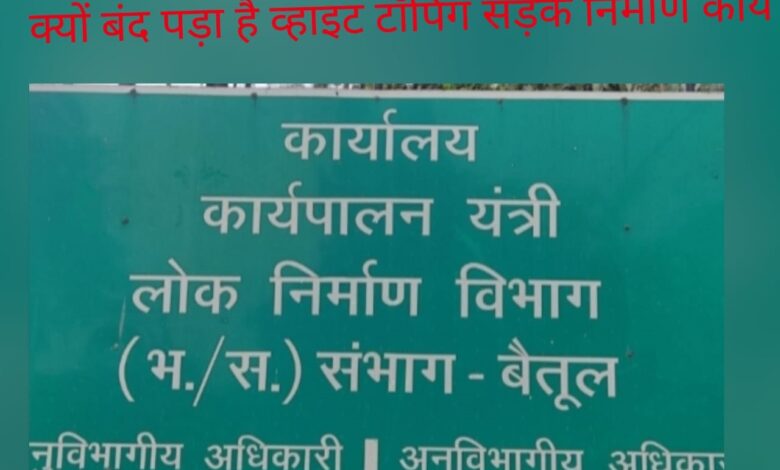 क्यों बंद पड़ा है व्हाइट टॉपिंग सड़क निर्माण कार्य
कार्यालय
कार्यपालन यंत्री
लोक निर्माण विभाग
(भ./स.) संभाग - बैतूल
नुविभागीय अधिकारी | अनुविभागीय